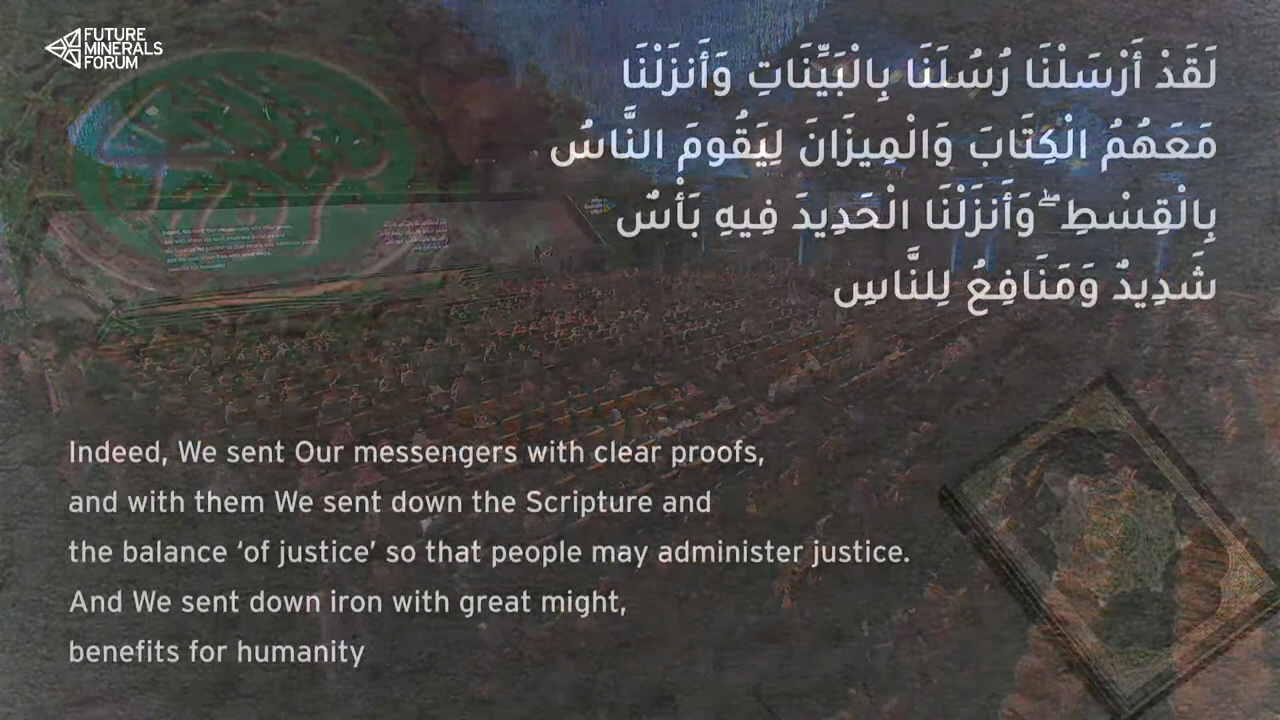 FUTURE
MINERALS
FORUM
لَقَدْ أَرْسَلْنَا رُسُلَنَا بِالْبَيِّنَاتِ وَأَنزَلْنَا
مَعَهُمُ الْكِتَابَ وَالْمِيزَانَ لِيَقُومَ النَّاسُ
بِالْقِسْطِ ۖ وَأَنزَلْنَا الْحَدِيدَ فِيهِ بَأْسٌ
شَدِيدٌ وَمَنَافِعُ لِلنَّاسِ
Indeed, We sent Our messengers with clear proofs,
and with them We sent down the Scripture and
the balance ‘of justice’ so that people may administer justice.
And We sent down iron with great might,
benefits for humanity